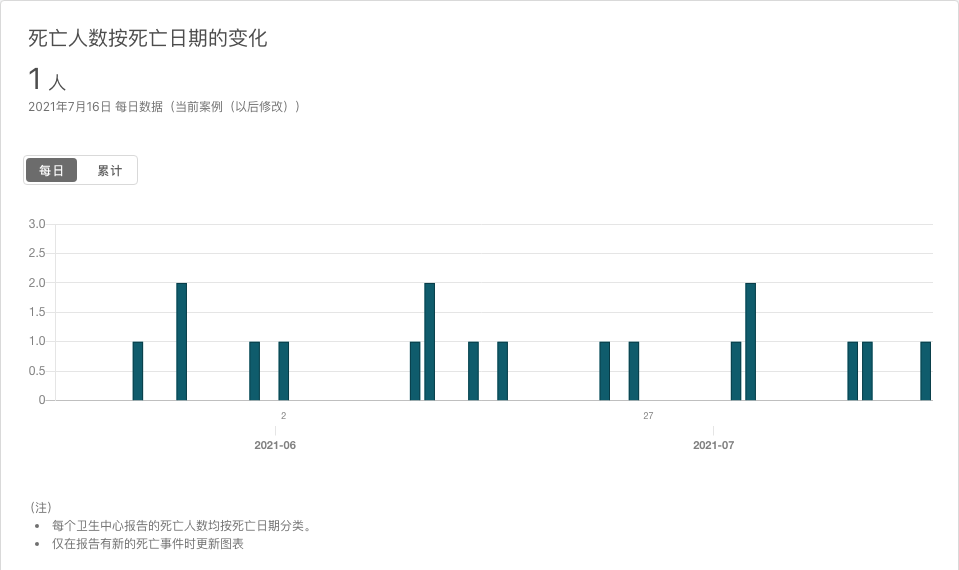 死亡人数按死亡日期的变化
1 人
2021年7月16日 每日数据（当前案例（以后修改））
每日
累计
3.0
2.5
2.0
1.5
1.0
0.5
0
2
27
2021-06
2021-07
(注)
• 每个卫生中心报告的死亡人数均按死亡日期分类。
• 仅在报告有新的死亡事件时更新图表